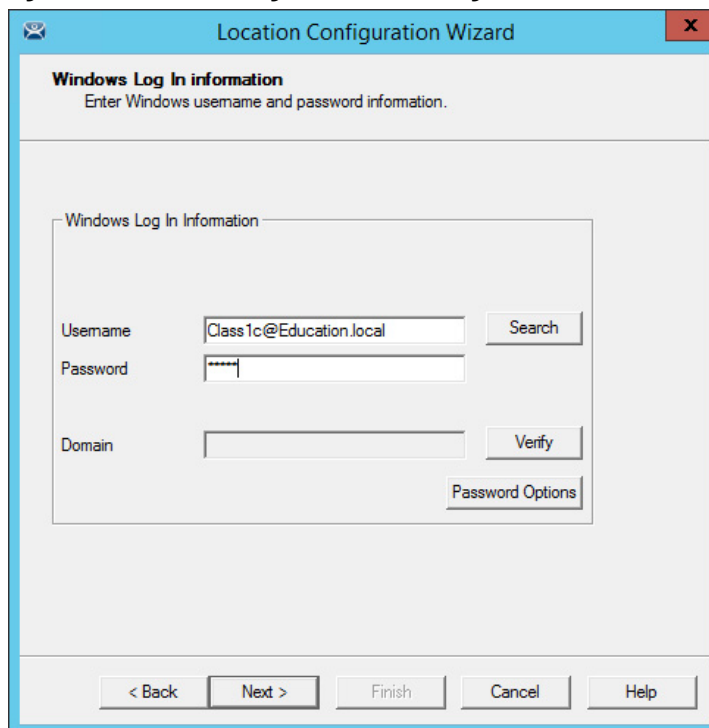 Location Configuration Wizard
x
Windows Log In information
Enter Windows username and password information.
Windows Log In Information
Username Class1c@Education.local Search
Password *****
Domain Verify
Password Options
< Back Next > Finish Cancel Help